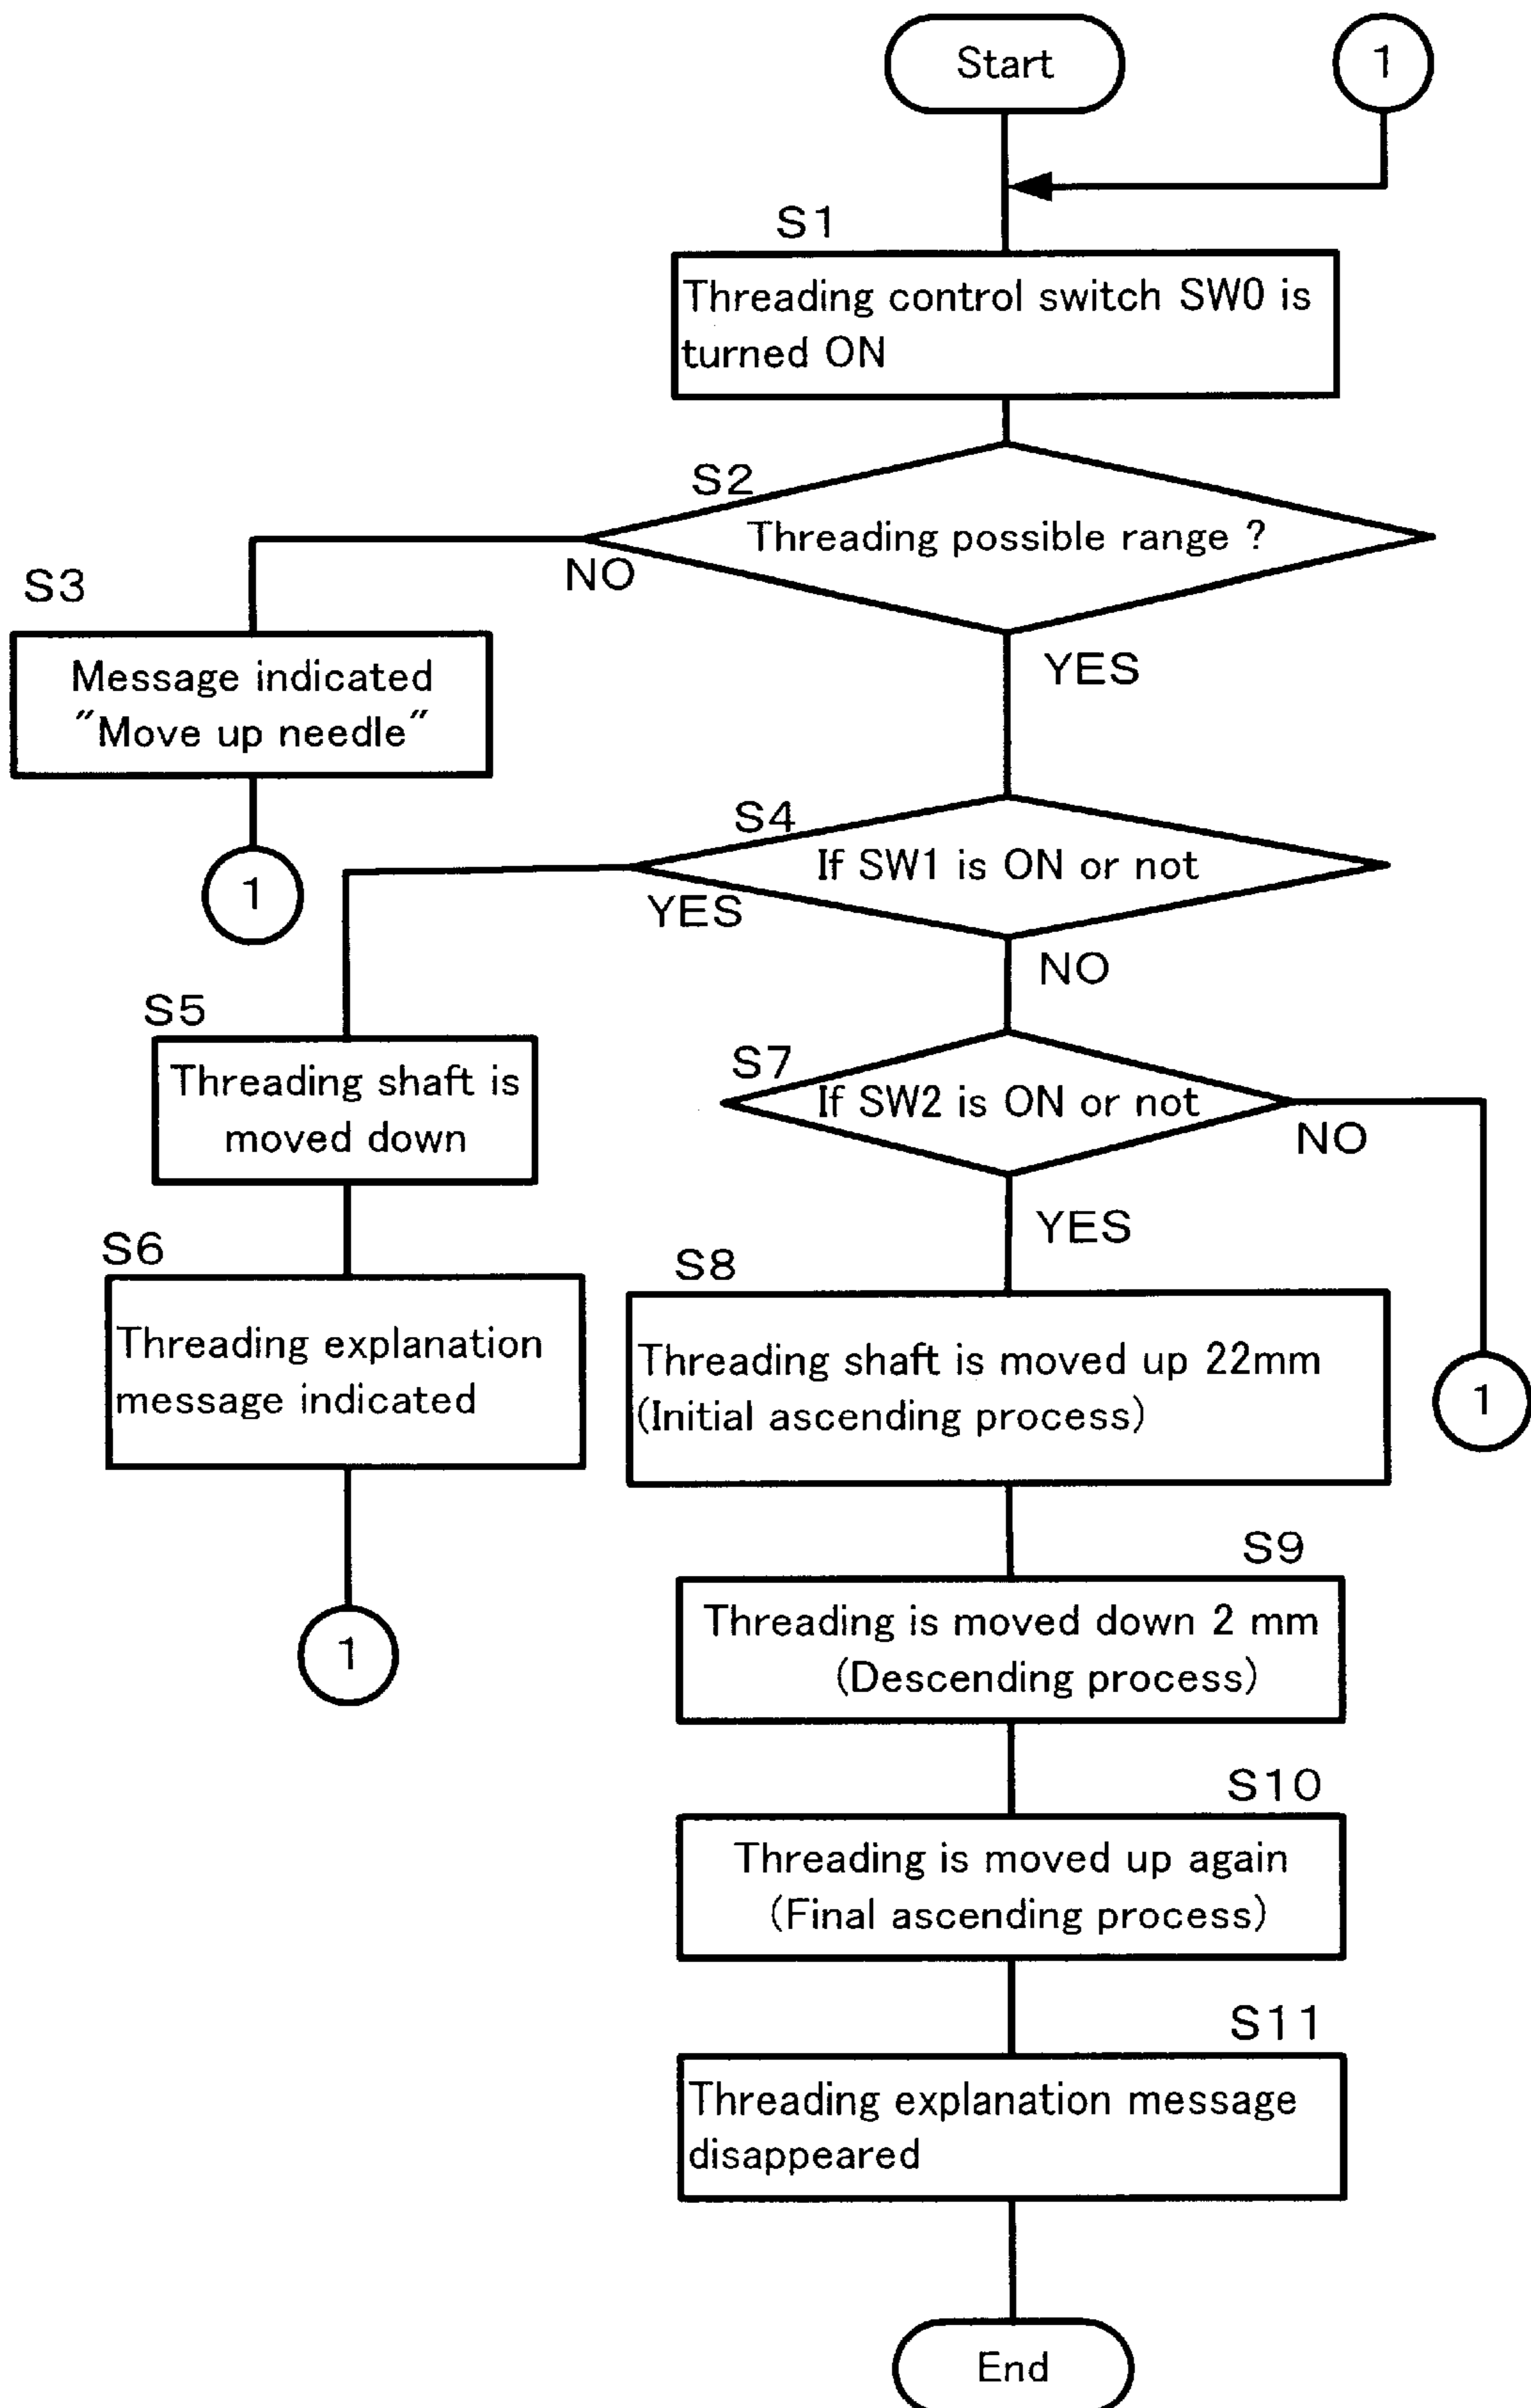 Start
1
S1
Threading control switch SW0 is
turned ON
S2
Threading possible range ?
NO
YES
S3
Message indicated
"Move up needle"
1
S4
If SW1 is ON or not
YES
NO
S5
Threading shaft is
moved down
S6
Threading explanation
message indicated
1
S7
If SW2 is ON or not
NO
YES
1
S8
Threading shaft is moved up 22mm
(Initial ascending process)
S9
Threading is moved down 2 mm
(Descending process)
S10
Threading is moved up again
(Final ascending process)
S11
Threading explanation message
disappeared
End